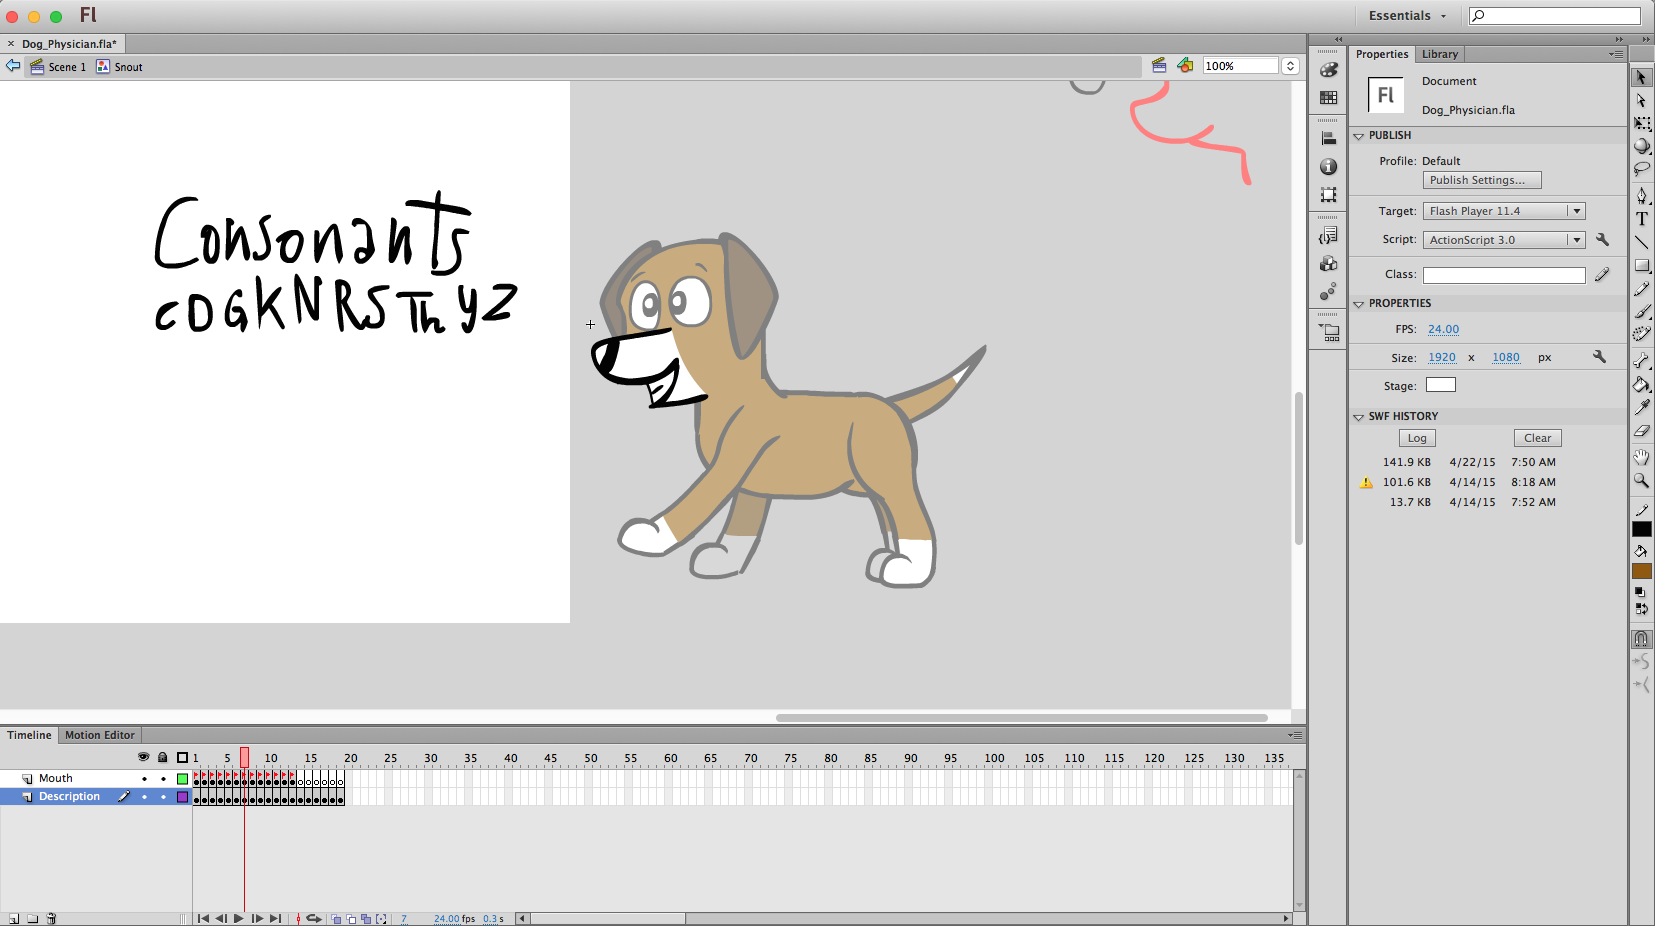 Fl
Essentials
Dog_Physician.fla*
Scene 1 Snout
100%
Consonants
C D G K N R S Th Y Z
Properties Library
Fl
Document
Dog_Physician.fla
PUBLISH
Profile: Default
Publish Settings...
Target: Flash Player 11.4
Script: ActionScript 3.0
Class:
PROPERTIES
FPS: 24.00
Size: 1920 x 1080 px
Stage:
SWF HISTORY
Log Clear
141.9 KB 4/22/15 7:50 AM
101.6 KB 4/14/15 8:18 AM
13.7 KB 4/14/15 7:52 AM
T
Timeline Motion Editor
1 5 10 15 20 25 30 35 40 45 50 55 60 65 70 75 80 85 90 95 100 105 110 115 120 125 130 135
Mouth
Description
7 24.00 fps 0.3 s